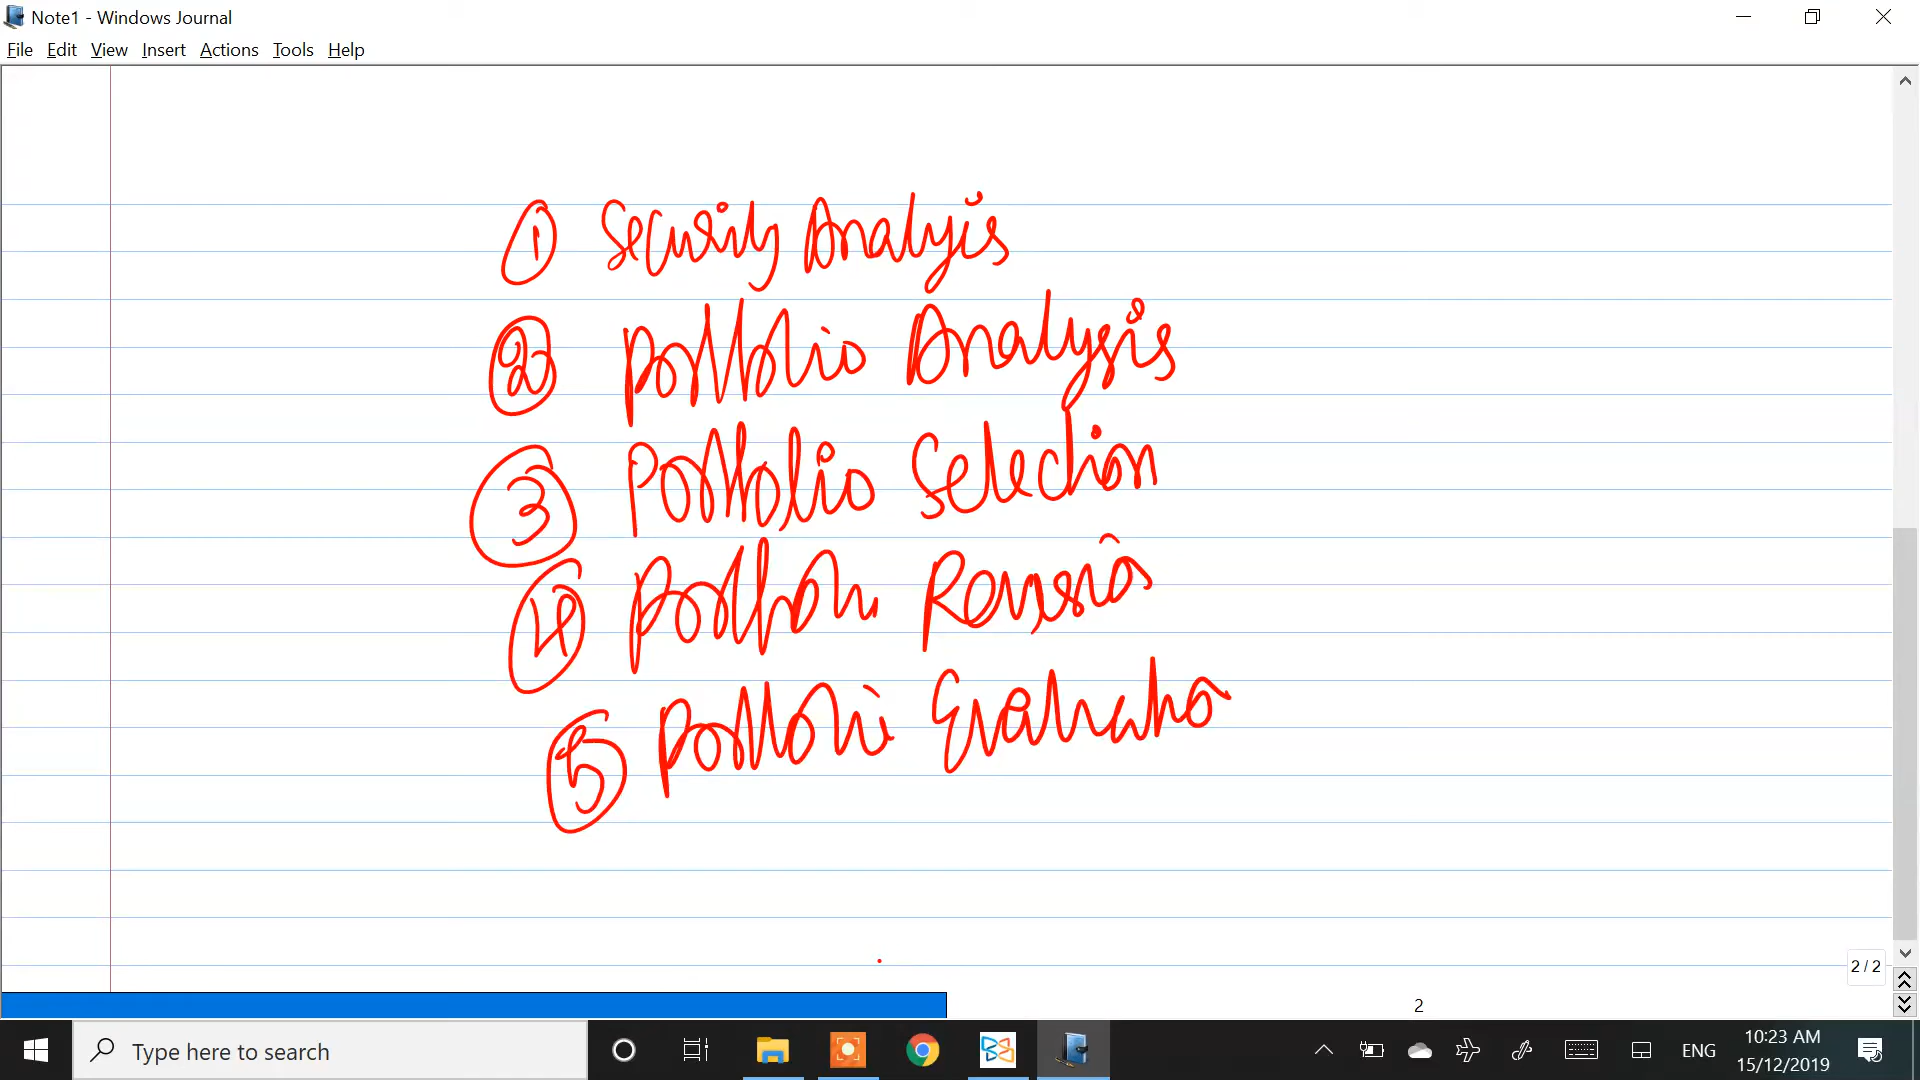 Note1 - Windows Journal
File Edit View Insert Actions Tools Help
1 Security Analysis
2 Portfolio Analysis
3 Portfolio Selection
4 Portfolio Revision
5 Portfolio Evaluation
2 / 2
2
Type here to search
ENG
10:23 AM
15/12/2019